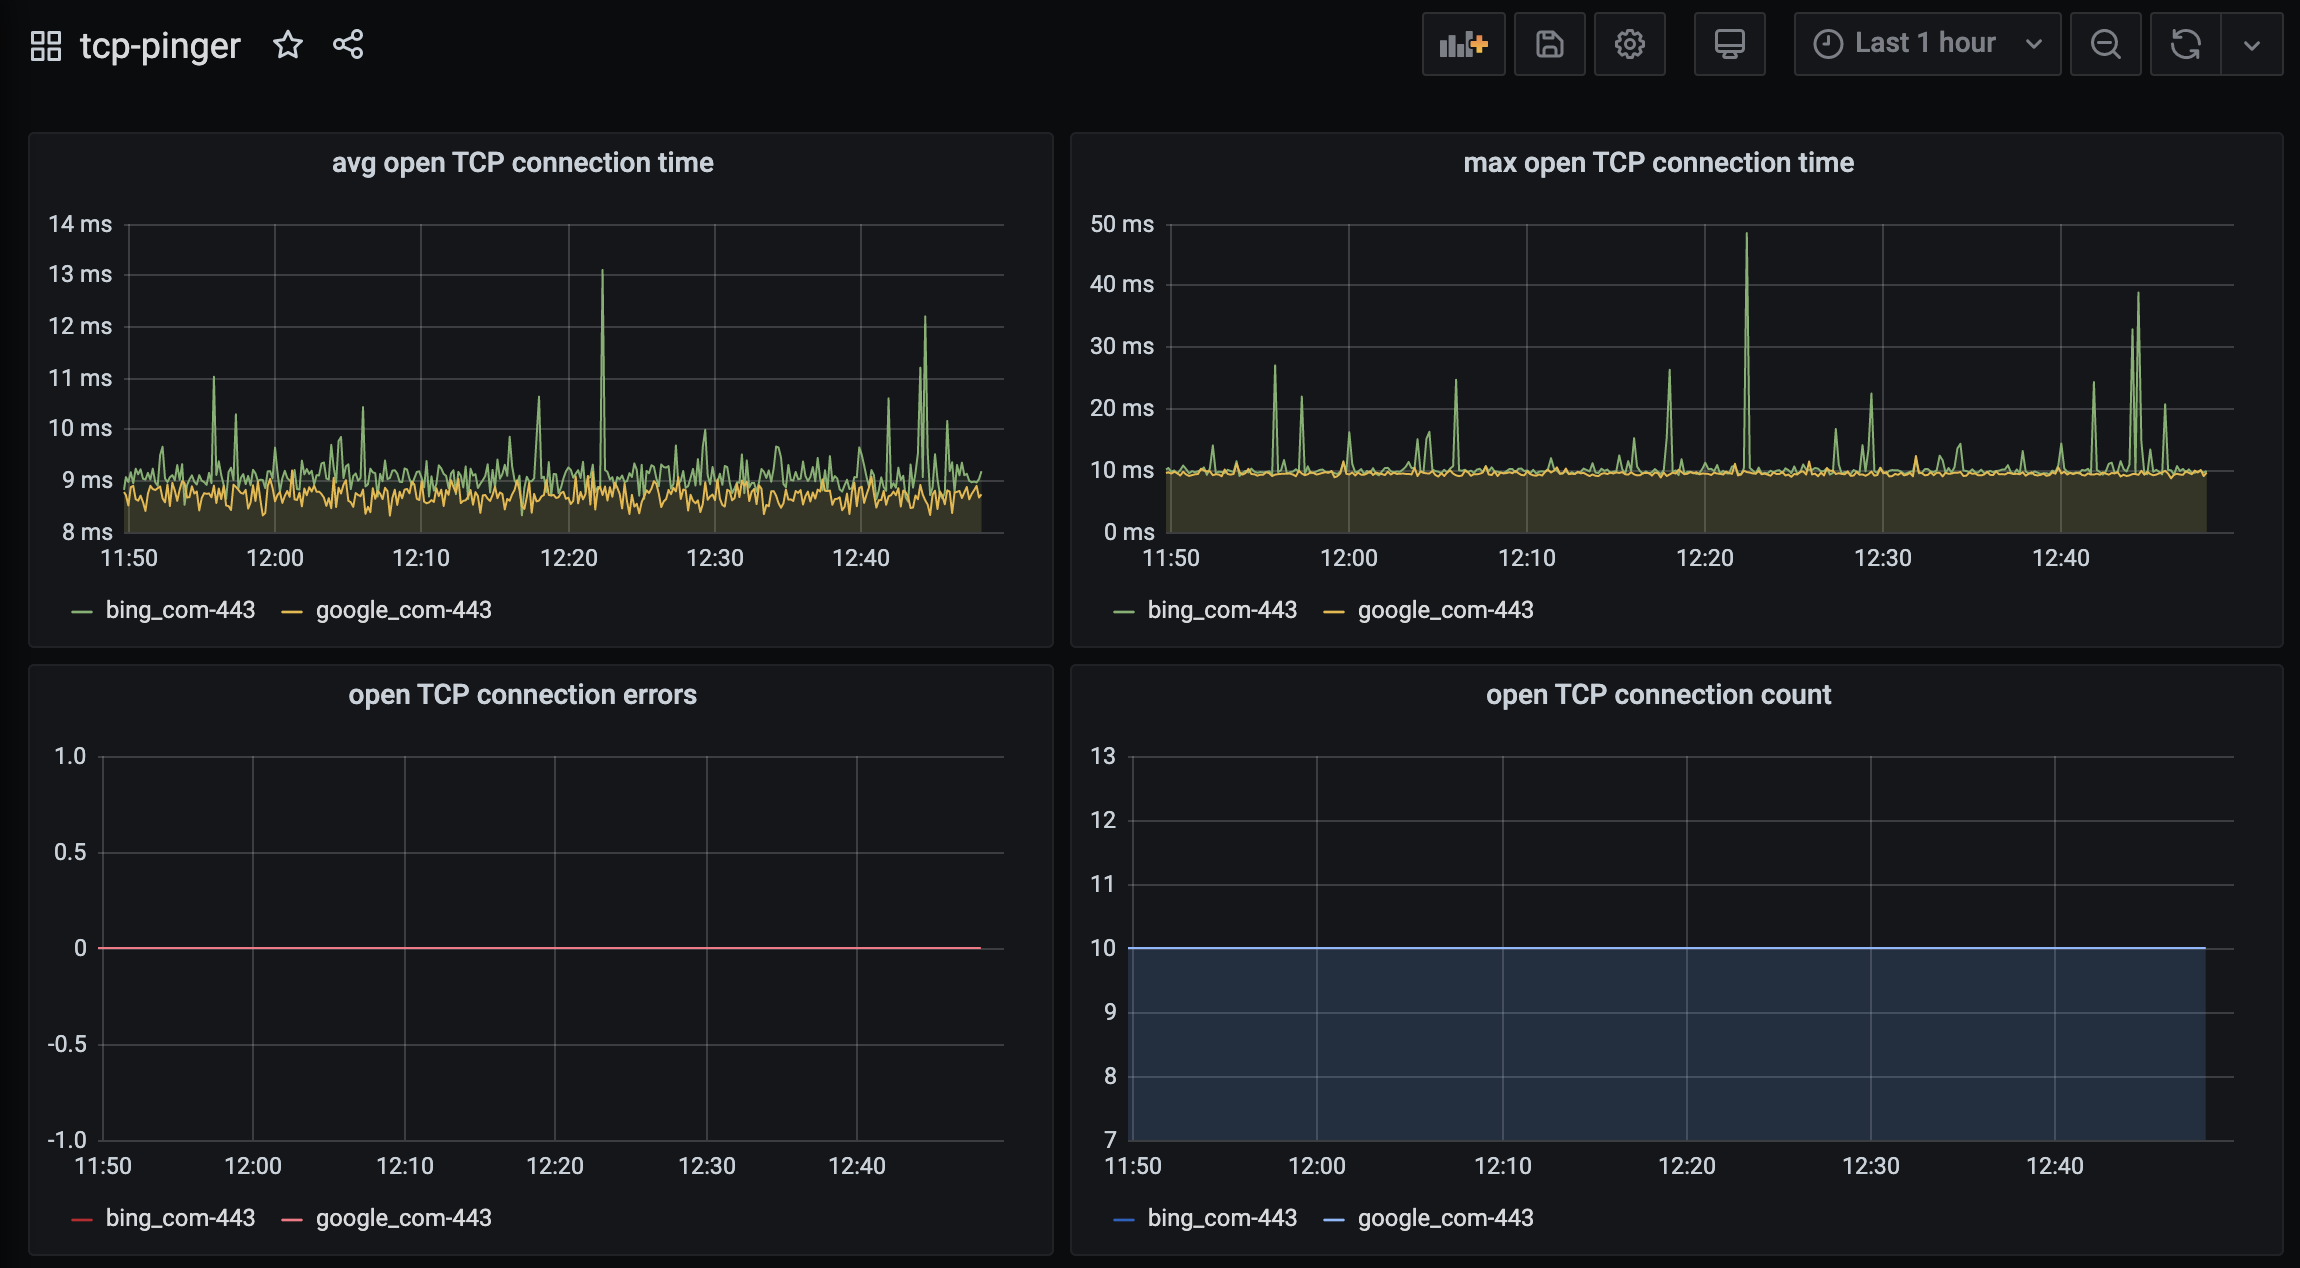 tcp-pinger
Last 1 hour
avg open TCP connection time
14 ms
13 ms
12 ms
11 ms
10 ms
9 ms
8 ms
11:50 12:00 12:10 12:20 12:30 12:40
bing_com-443 google_com-443
max open TCP connection time
50 ms
40 ms
30 ms
20 ms
10 ms
0 ms
11:50 12:00 12:10 12:20 12:30 12:40
bing_com-443 google_com-443
open TCP connection errors
1.0
0.5
0
-0.5
-1.0
11:50 12:00 12:10 12:20 12:30 12:40
bing_com-443 google_com-443
open TCP connection count
13
12
11
10
9
8
7
11:50 12:00 12:10 12:20 12:30 12:40
bing_com-443 google_com-443